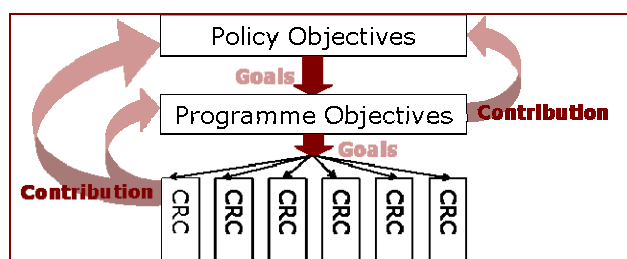 Policy Objectives
Goals
Programme Objectives
Contribution
Goals
Contribution
CRC
CRC
CRC
CRC
CRC
CRC